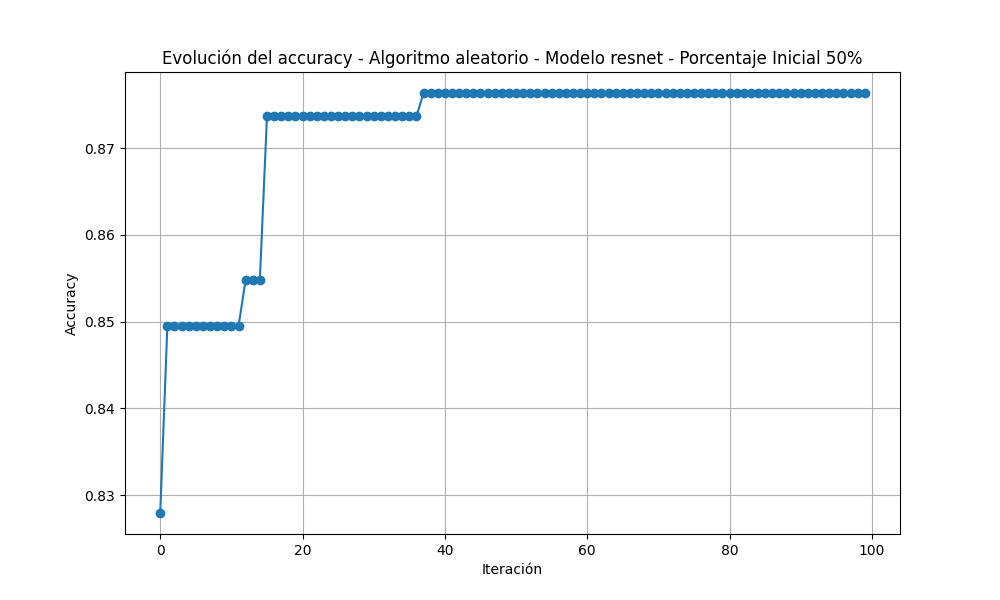 Evolución del accuracy - Algoritmo aleatorio - Modelo resnet - Porcentaje Inicial 50%
Accuracy
0.87
0.86
0.85
0.84
0.83
0 20 40 60 80 100
Iteración